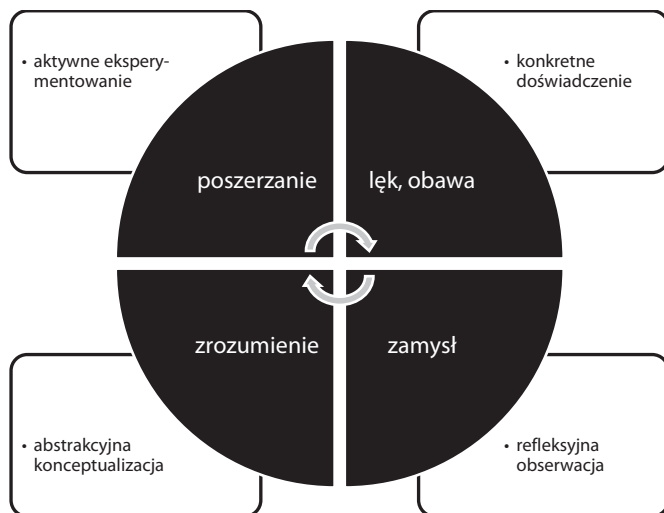 • aktywne ekspery-
mentowanie
• konkretne
doświadczenie
poszerzanie
lęk, obawa
zrozumienie
zamysł
• abstrakcyjna
konceptualizacja
• refleksyjna
obserwacja